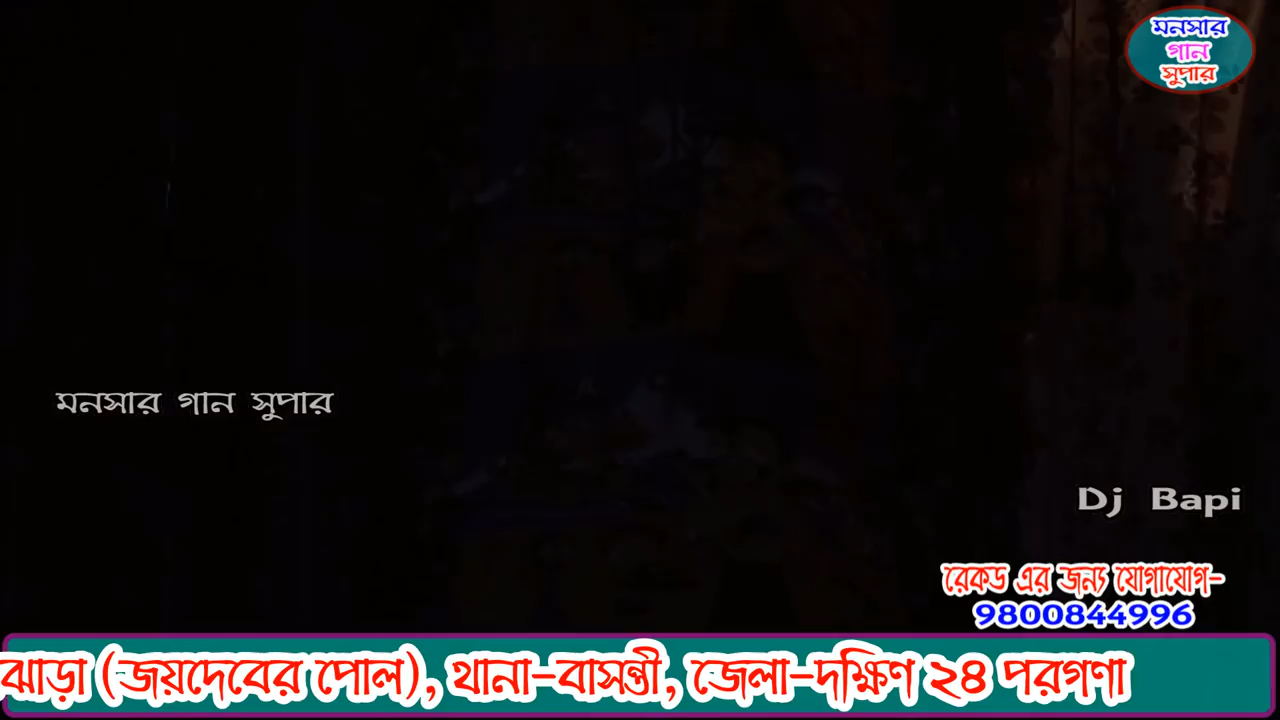 মনসার
গান
সুপার
মনসার গান সুপার
Dj Bapi
রেকড এর জন্য যোগাযোগ-
9800844996
ঝাড়া (জয়দেবের পোল), থানা-বাসন্তী, জেলা-দক্ষিণ ২৪ পরগণা